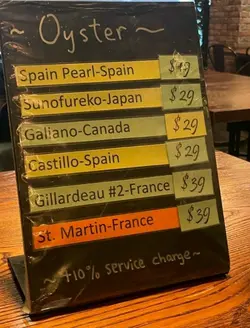 ~ Oyster ~
Spain Pearl-Spain
Sunofureko-Japan $29
Galiano-Canada $29
Castillo-Spain $29
Gillardeau #2-France $39
St. Martin-France $39
~ +10% service charge ~